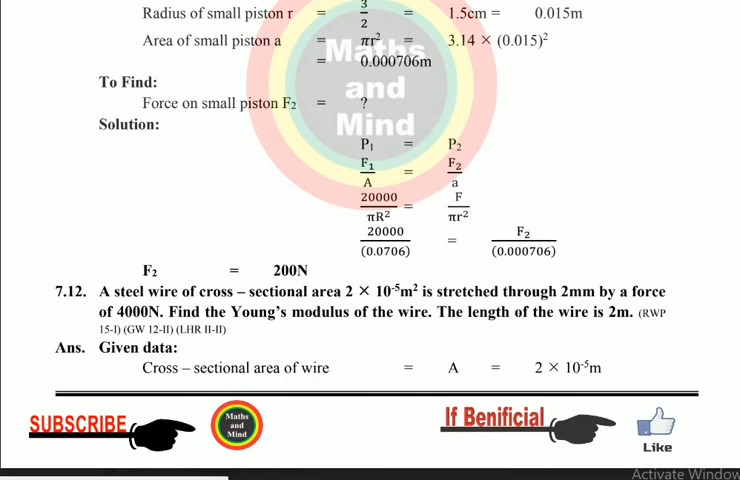 Radius of small piston r = 3/2 = 1.5cm = 0.015m
Area of small piston a = πr² = 3.14 × (0.015)²
= 0.000706m
To Find:
Force on small piston F₂ = ?
Solution:
P₁ = P₂
F₁/A = F₂/a
20000/πR² = F/πr²
20000/(0.0706) = F₂/(0.000706)
F₂ = 200N
7.12. A steel wire of cross – sectional area 2 × 10⁻⁵m² is stretched through 2mm by a force
of 4000N. Find the Young's modulus of the wire. The length of the wire is 2m. (RWP
15-I) (GW 12-II) (LHR II-II)
Ans. Given data:
Cross – sectional area of wire = A = 2 × 10⁻⁵m
Maths
and
Mind
SUBSCRIBE
Maths
and
Mind
If Benificial
Like
Activate Window